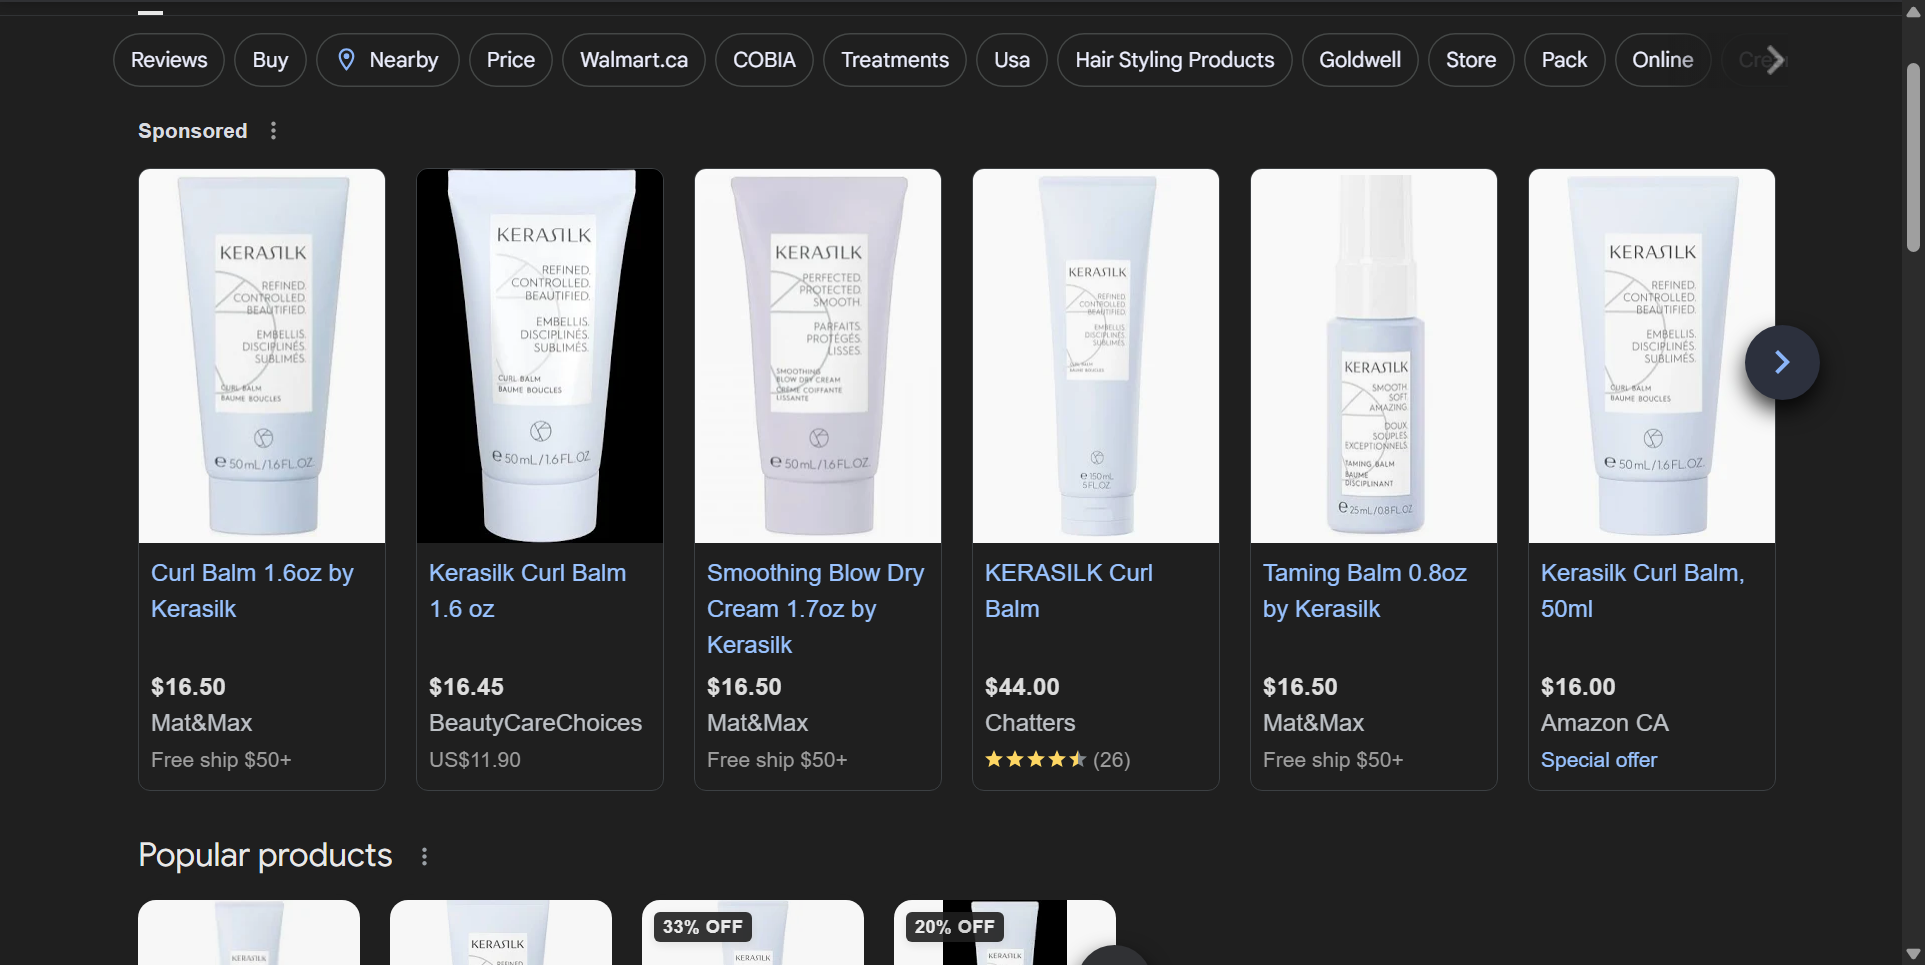 Reviews
Buy
Nearby
Price
Walmart.ca
COBIA
Treatments
Usa
Hair Styling Products
Goldwell
Store
Pack
Online
Sponsored
KERASILK
REFINED.
CONTROLLED.
BEAUTIFIED.
EMBELLIS.
DISCIPLINÉS.
SUBLIMÉS.
CURL BALM
BAUME BOUCLES
℮ 50 mL/1.6 FL.OZ.
Curl Balm 1.6oz by
Kerasilk
$16.50
Mat&Max
Free ship $50+
KERASILK
REFINED.
CONTROLLED.
BEAUTIFIED.
EMBELLIS.
DISCIPLINÉS.
SUBLIMÉS.
CURL BALM
BAUME BOUCLES
℮ 50 mL/1.6 FL.OZ.
Kerasilk Curl Balm
1.6 oz
$16.45
BeautyCareChoices
US$11.90
KERASILK
PERFECTED.
PROTECTED.
SMOOTH.
PARFAITS.
PROTÉGÉS.
LISSES.
SMOOTHING
BLOW DRY CREAM
CRÈME COIFFANTE
LISSANTE
℮ 50 mL/1.6 FL.OZ.
Smoothing Blow Dry
Cream 1.7oz by
Kerasilk
$16.50
Mat&Max
Free ship $50+
KERASILK
REFINED.
CONTROLLED.
BEAUTIFIED.
EMBELLIS.
DISCIPLINÉS.
SUBLIMÉS.
CURL BALM
BAUME BOUCLES
℮ 150 mL
5 FL.OZ.
KERASILK Curl
Balm
$44.00
Chatters
(26)
KERASILK
SMOOTH
SOFT
AMAZING.
DOUX
SOUPLES
EXCEPTIONNELS.
TAMING BALM
BAUME
DISCIPLINANT
℮ 25 mL/0.8 FL.OZ.
Taming Balm 0.8oz
by Kerasilk
$16.50
Mat&Max
Free ship $50+
KERASILK
REFINED.
CONTROLLED.
BEAUTIFIED.
EMBELLIS.
DISCIPLINÉS.
SUBLIMÉS.
CURL BALM
BAUME BOUCLES
℮ 50 mL/1.6 FL.OZ.
Kerasilk Curl Balm,
50ml
$16.00
Amazon CA
Special offer
Popular products
KERASILK
KERASILK
REFINED.
33% OFF
KERASILK
20% OFF
KERASILK